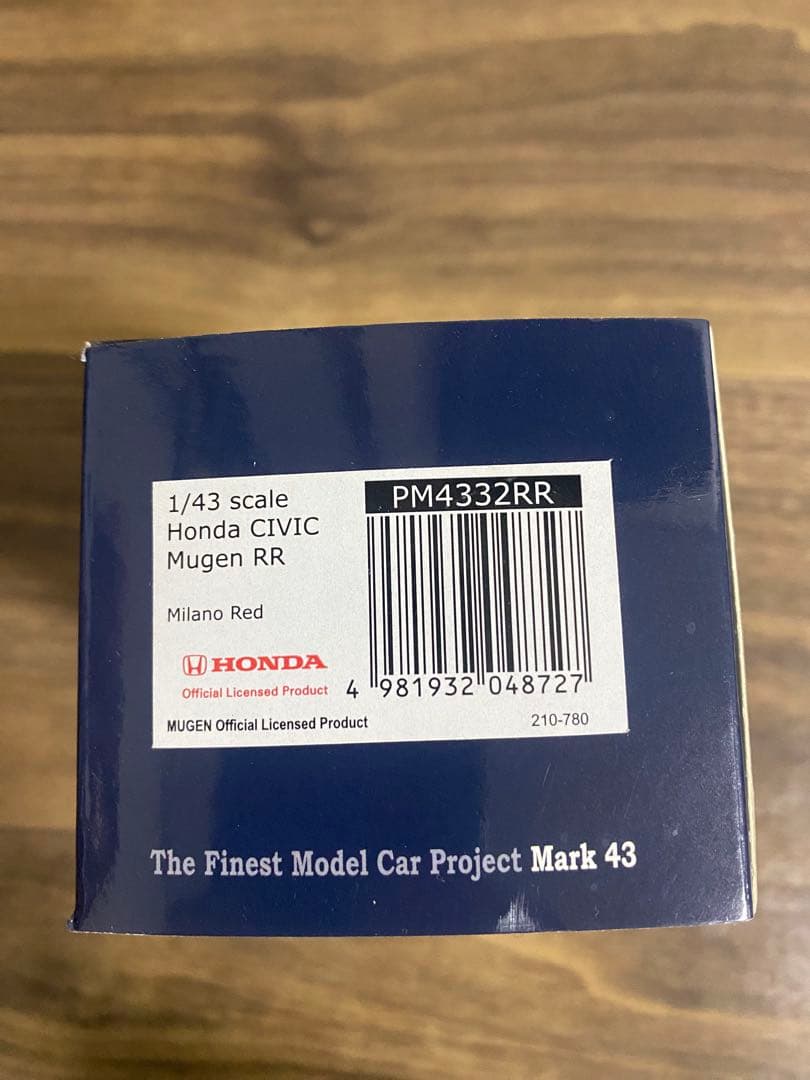 1/43 scale
Honda CIVIC
Mugen RR
Milano Red
HONDA
Official Licensed Product
MUGEN Official Licensed Product
PM4332RR
4 981932 048727
210-780
The Finest Model Car Project Mark 43